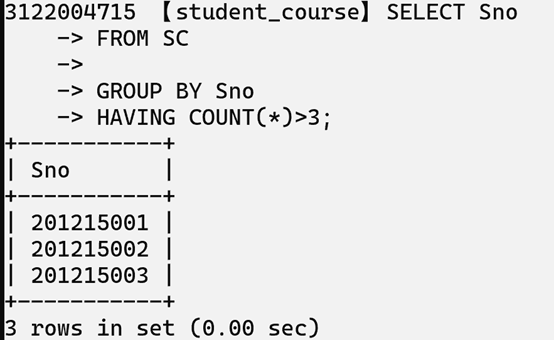 3122004715 【student_course】 SELECT Sno
    -> FROM SC
    ->
    -> GROUP BY Sno
    -> HAVING COUNT(*)>3;
+-----------+
| Sno       |
+-----------+
| 201215001 |
| 201215002 |
| 201215003 |
+-----------+
3 rows in set (0.00 sec)